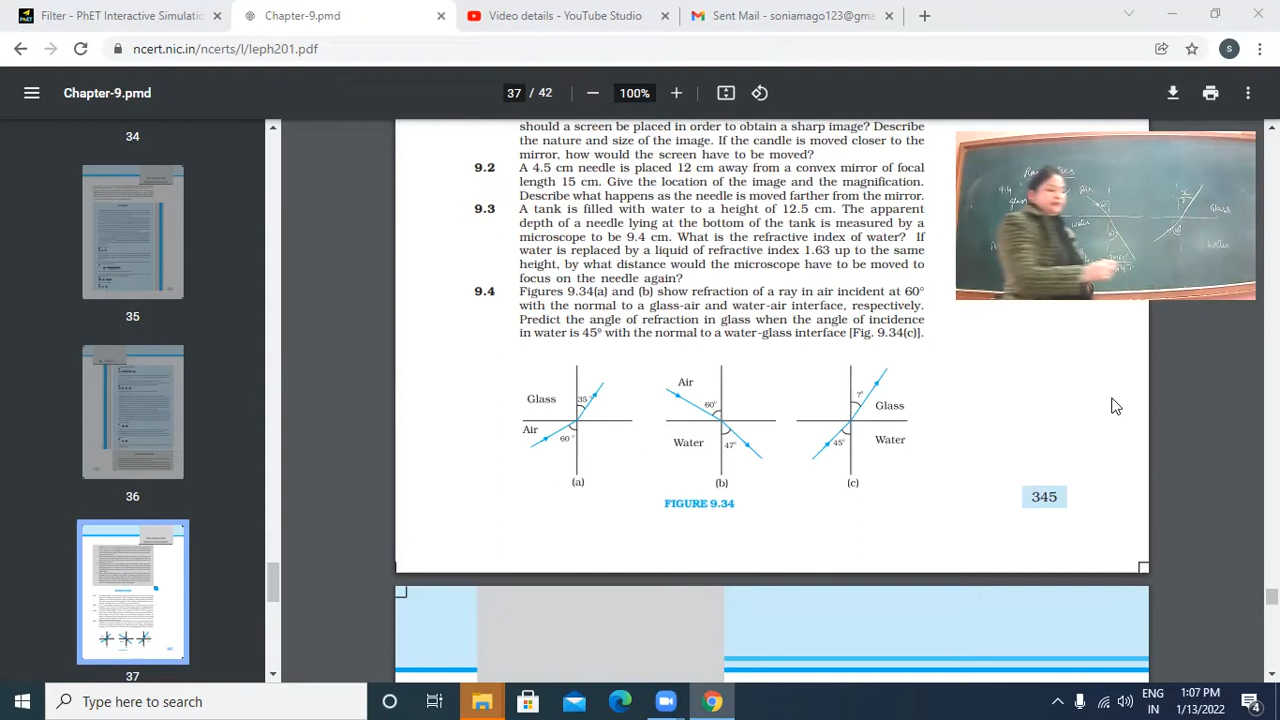 Filter - PhET Interactive Simulatio
Chapter-9.pmd
Video details - YouTube Studio
Sent Mail - soniamago123@gma
ncert.nic.in/ncerts/l/leph201.pdf
S
Chapter-9.pmd
37 / 42
100%
34
35
36
37
should a screen be placed in order to obtain a sharp image? Describe
the nature and size of the image. If the candle is moved closer to the
mirror, how would the screen have to be moved?
9.2 A 4.5 cm needle is placed 12 cm away from a convex mirror of focal
length 15 cm. Give the location of the image and the magnification.
Describe what happens as the needle is moved farther from the mirror.
9.3 A tank is filled with water to a height of 12.5 cm. The apparent
depth of a needle lying at the bottom of the tank is measured by a
microscope to be 9.4 cm. What is the refractive index of water? If
water is replaced by a liquid of refractive index 1.63 up to the same
height, by what distance would the microscope have to be moved to
focus on the needle again?
9.4 Figures 9.34(a) and (b) show refraction of a ray in air incident at 60°
with the normal to a glass-air and water-air interface, respectively.
Predict the angle of refraction in glass when the angle of incidence
in water is 45º with the normal to a water-glass interface [Fig. 9.34(c)].
Glass 35°
Air
60°
(a)
Air
60°
Water 47°
(b)
?
Glass
45° Water
(c)
FIGURE 9.34
345
9.4
glass
Glass
Water
Type here to search
ENG
IN
1:07 PM
1/13/2022
4